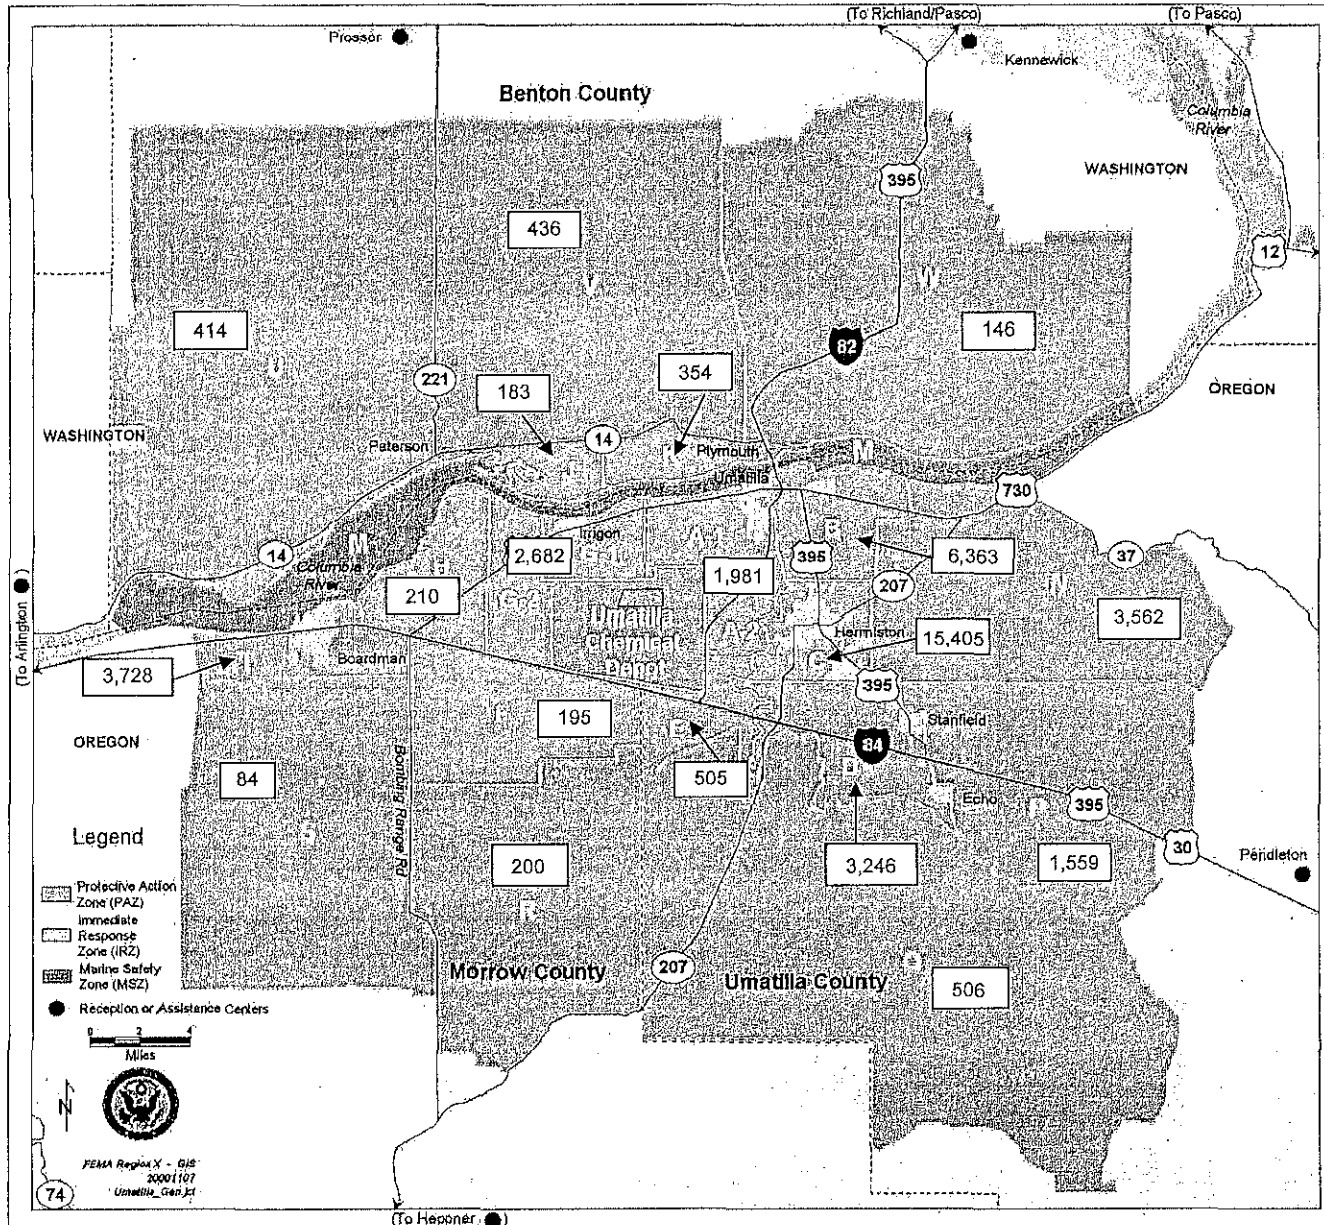 (To Richland/Pasco)
(To Pasco)
Prosser
Kennewick
Benton County
Columbia
River
395
WASHINGTON
436
12
W
414
146
82
354
221
183
OREGON
WASHINGTON
14
Paterson
Plymouth
M
Umatilla
730
Irrigon
14
M
2,682
395
6,363
37
Columbia
River
1,981
207
210
3,562
Umatilla
Chemical
Depot
Hermiston
15,405
(To Arlington)
Boardman
3,728
395
195
Stanfield
OREGON
84
84
505
Echo
395
Bombing Range Rd
Legend
30
200
3,246
1,559
Pendleton
Protective Action
Zone (PAZ)
Immediate
Response
Zone (IRZ)
Marine Safety
Zone (MSZ)
R
Morrow County
207
Umatilla County
506
Reception or Assistance Centers
0 2 4
Miles
N
FEMA Region X - GIS
20001107
74
(To Heppner)